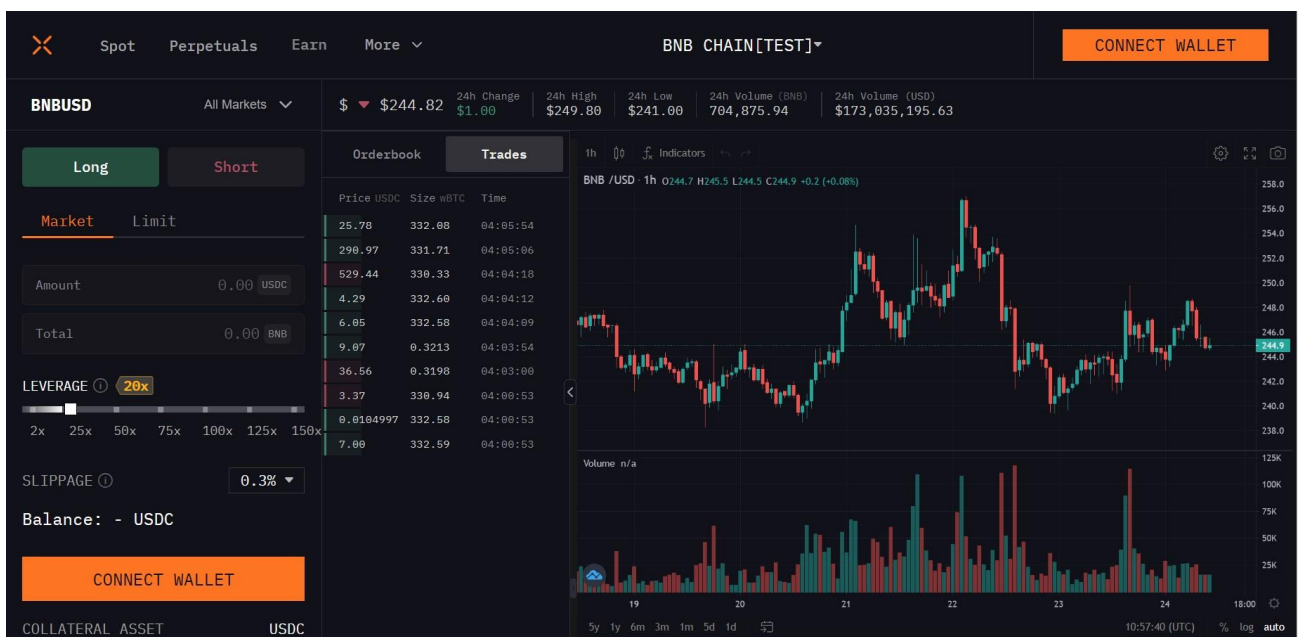 Spot Perpetuals Earn More BNB CHAIN[TEST] CONNECT WALLET
BNBUSD All Markets
$ $244.82
24h Change
$1.00
24h High
$249.80
24h Low
$241.00
24h Volume (BNB)
704,875.94
24h Volume (USD)
$173,035,195.63
Long Short
Market Limit
Amount 0.00 USDC
Total 0.00 BNB
LEVERAGE 20x
2x 25x 50x 75x 100x 125x 150x
SLIPPAGE 0.3%
Balance: - USDC
CONNECT WALLET
COLLATERAL ASSET USDC
Orderbook Trades
Price USDC Size wBTC Time
25.78 332.08 04:05:54
290.97 331.71 04:05:06
529.44 330.33 04:04:18
4.29 332.60 04:04:12
6.05 332.58 04:04:09
9.07 0.3213 04:03:54
36.56 0.3198 04:03:00
3.37 330.94 04:00:53
0.0104997 332.58 04:00:53
7.00 332.59 04:00:53
1h fx Indicators
BNB /USD · 1h O244.7 H245.5 L244.5 C244.9 +0.2 (+0.08%)
258.0
256.0
254.0
252.0
250.0
248.0
246.0
244.9
244.0
242.0
240.0
238.0
Volume n/a
125K
100K
75K
50K
25K
19 20 21 22 23 24 18:00
5y 1y 6m 3m 1m 5d 1d 10:57:40 (UTC) % log auto